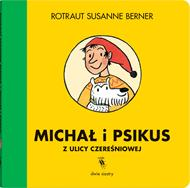 ROTRAUT SUSANNE BERNER
MICHAŁ i PSIKUS
Z ULICY CZEREŚNIOWEJ
dwie siostry